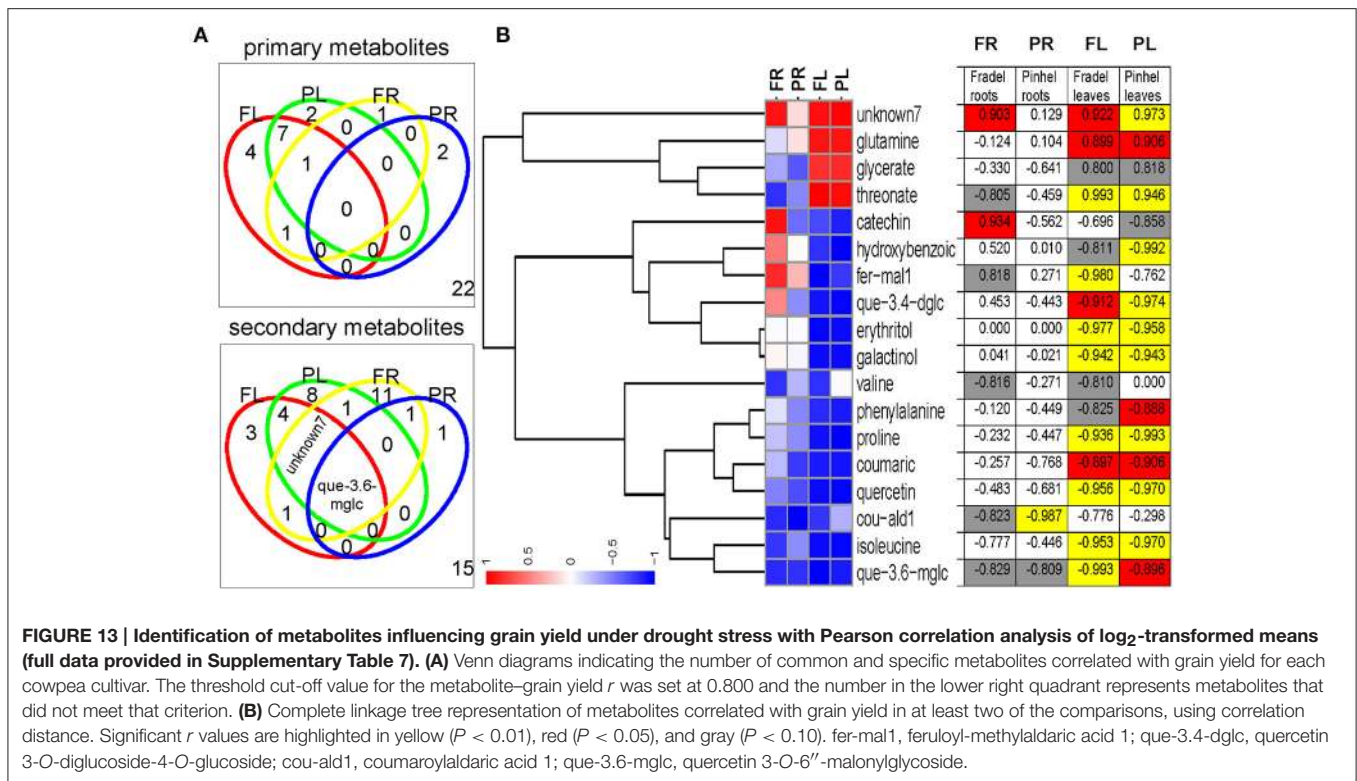 A
primary metabolites
FL
PL
FR
PR
4
7
2
0
1
0
2
1
0
1
0
0
0
0
0
22
secondary metabolites
FL
PL
FR
PR
3
4
8
1
11
1
1
unknown7
0
que-3.6-
mglc
1
0
0
0
0
15
B
FR PR FL PL
unknown7
glutamine
glycerate
threonate
catechin
hydroxybenzoic
fer-mal1
que-3.4-dglc
erythritol
galactinol
valine
phenylalanine
proline
coumaric
quercetin
cou-ald1
isoleucine
que-3.6-mglc
1 0.5 0 -0.5 -1
FR PR FL PL
Fradel roots Pinhel roots Fradel leaves Pinhel leaves
0.903 0.129 0.922 0.973
-0.124 0.104 0.899 0.906
-0.330 -0.641 0.800 0.818
-0.805 -0.459 0.993 0.946
0.934 -0.562 -0.696 -0.858
0.520 0.010 -0.811 -0.992
0.818 0.271 -0.980 -0.762
0.453 -0.443 -0.912 -0.974
0.000 0.000 -0.977 -0.958
0.041 -0.021 -0.942 -0.943
-0.816 -0.271 -0.810 0.000
-0.120 -0.449 -0.825 -0.888
-0.232 -0.447 -0.936 -0.993
-0.257 -0.768 -0.897 -0.906
-0.483 -0.681 -0.956 -0.970
-0.823 -0.987 -0.776 -0.298
-0.777 -0.446 -0.953 -0.970
-0.829 -0.809 -0.993 -0.896
FIGURE 13 | Identification of metabolites influencing grain yield under drought stress with Pearson correlation analysis of log2-transformed means
(full data provided in Supplementary Table 7). (A) Venn diagrams indicating the number of common and specific metabolites correlated with grain yield for each
cowpea cultivar. The threshold cut-off value for the metabolite–grain yield r was set at 0.800 and the number in the lower right quadrant represents metabolites that
did not meet that criterion. (B) Complete linkage tree representation of metabolites correlated with grain yield in at least two of the comparisons, using correlation
distance. Significant r values are highlighted in yellow (P < 0.01), red (P < 0.05), and gray (P < 0.10). fer-mal1, feruloyl-methylaldaric acid 1; que-3.4-dglc, quercetin
3-O-diglucoside-4-O-glucoside; cou-ald1, coumaroylaldaric acid 1; que-3.6-mglc, quercetin 3-O-6″-malonylglycoside.